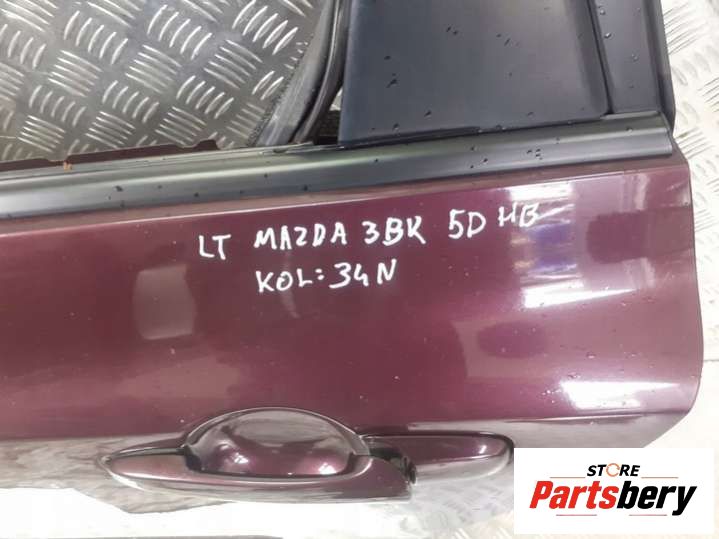 LT MAZDA 3BK 5D HB
KOL: 34N
STORE
Partsbery